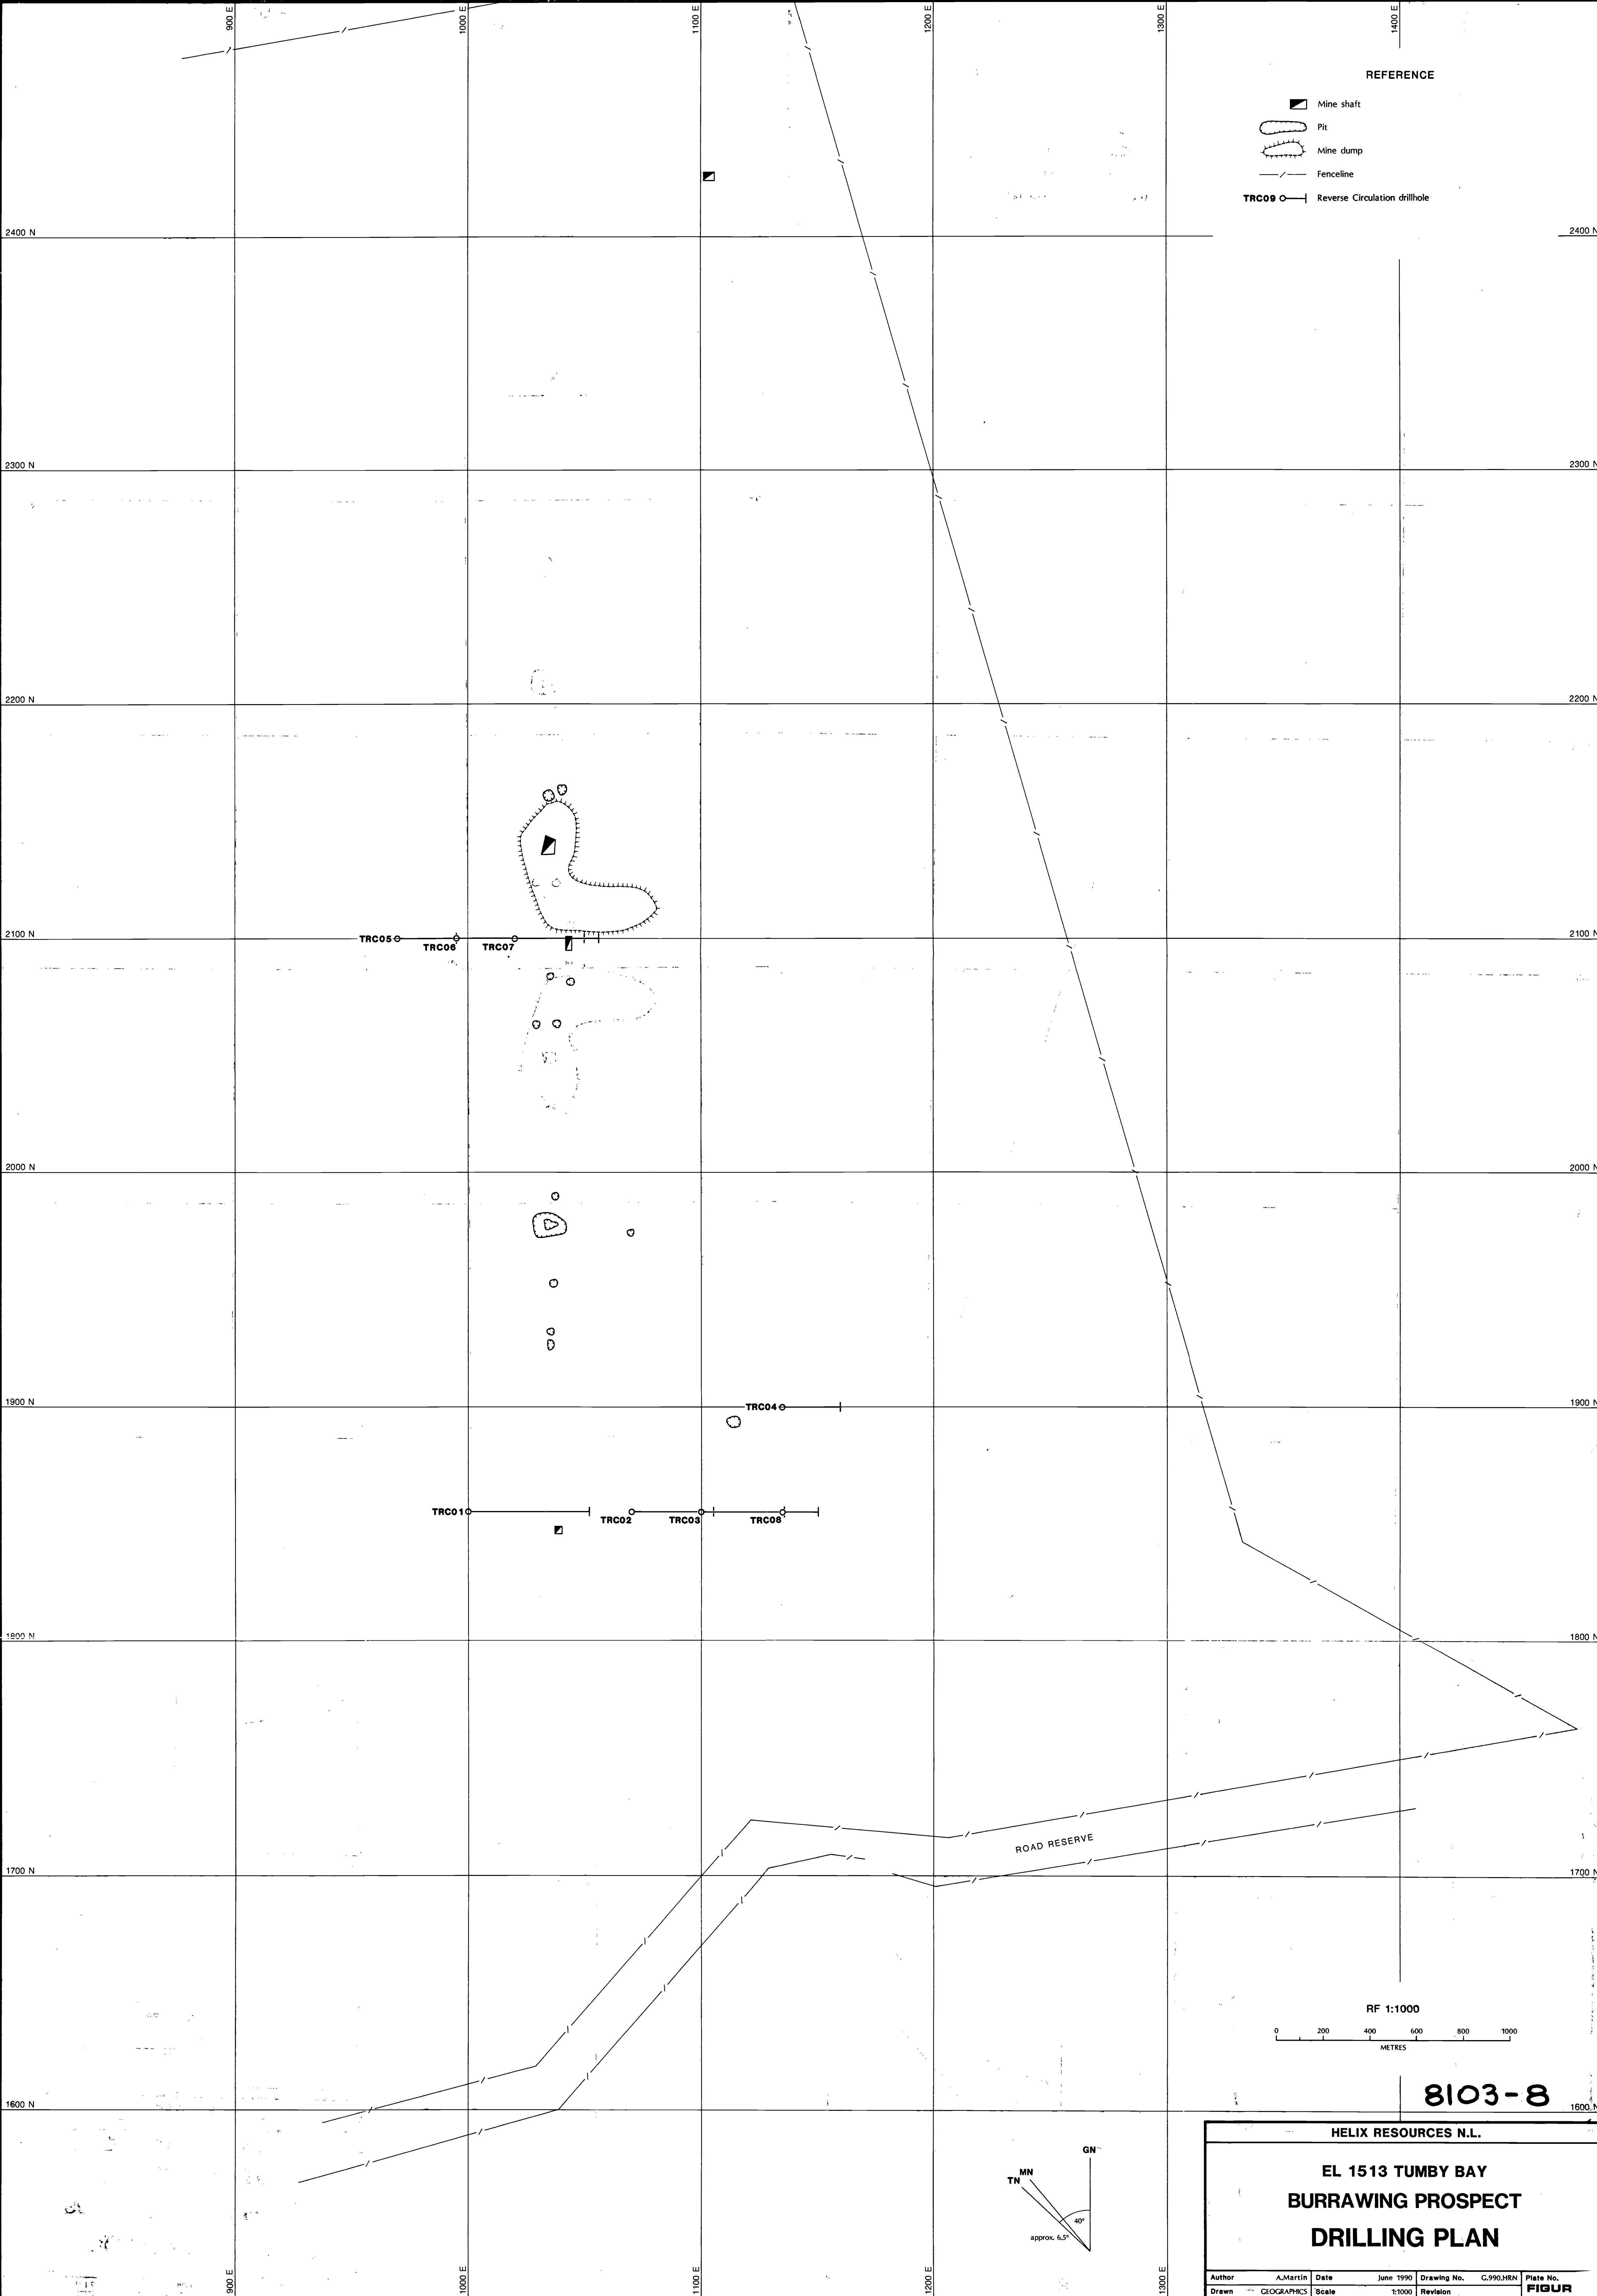 900 E
1000 E
1100 E
1200 E
1300 E
1400 E
REFERENCE
Mine shaft
Pit
Mine dump
Fenceline
TRC09 Reverse Circulation drillhole
2400 N
2400 N
2300 N
2300 N
2200 N
2200 N
TRC05
TRC06
TRC07
2100 N
2100 N
2000 N
2000 N
1900 N
TRC04
1900 N
TRC01
TRC02
TRC03
TRC08
1800 N
1800 N
ROAD RESERVE
1700 N
1700 N
RF 1:1000
0 200 400 600 800 1000
METRES
8103-8
1600 N
1600 N
HELIX RESOURCES N.L.
EL 1513 TUMBY BAY
BURRAWING PROSPECT
DRILLING PLAN
GN
MN
TN
40°
approx. 6.5°
Author A.Martin Date June 1990 Drawing No. G.990.HRN Plate No.
Drawn GEOGRAPHICS Scale 1:1000 Revision FIGUR
900 E
1000 E
1100 E
1200 E
1300 E